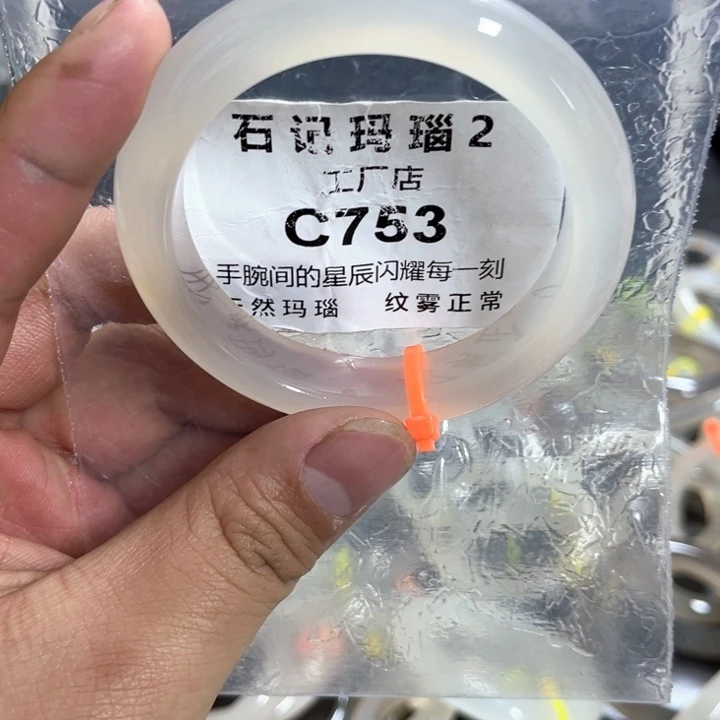 石记玛瑙2
工厂店
C753
手腕间的星辰闪耀每一刻
天然玛瑙 纹雾正常